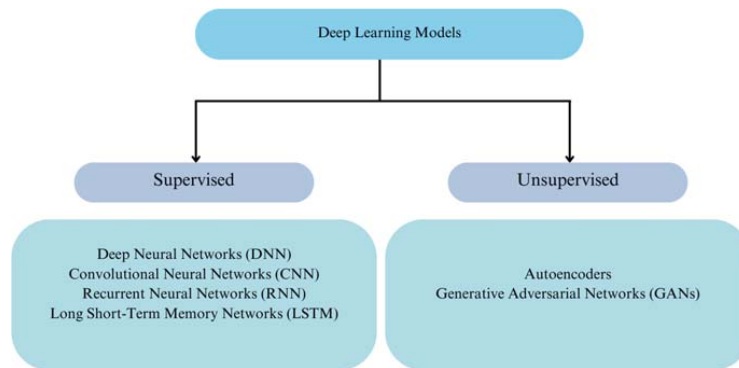 Deep Learning Models
Supervised
Unsupervised
Deep Neural Networks (DNN)
Convolutional Neural Networks (CNN)
Recurrent Neural Networks (RNN)
Long Short-Term Memory Networks (LSTM)
Autoencoders
Generative Adversarial Networks (GANs)